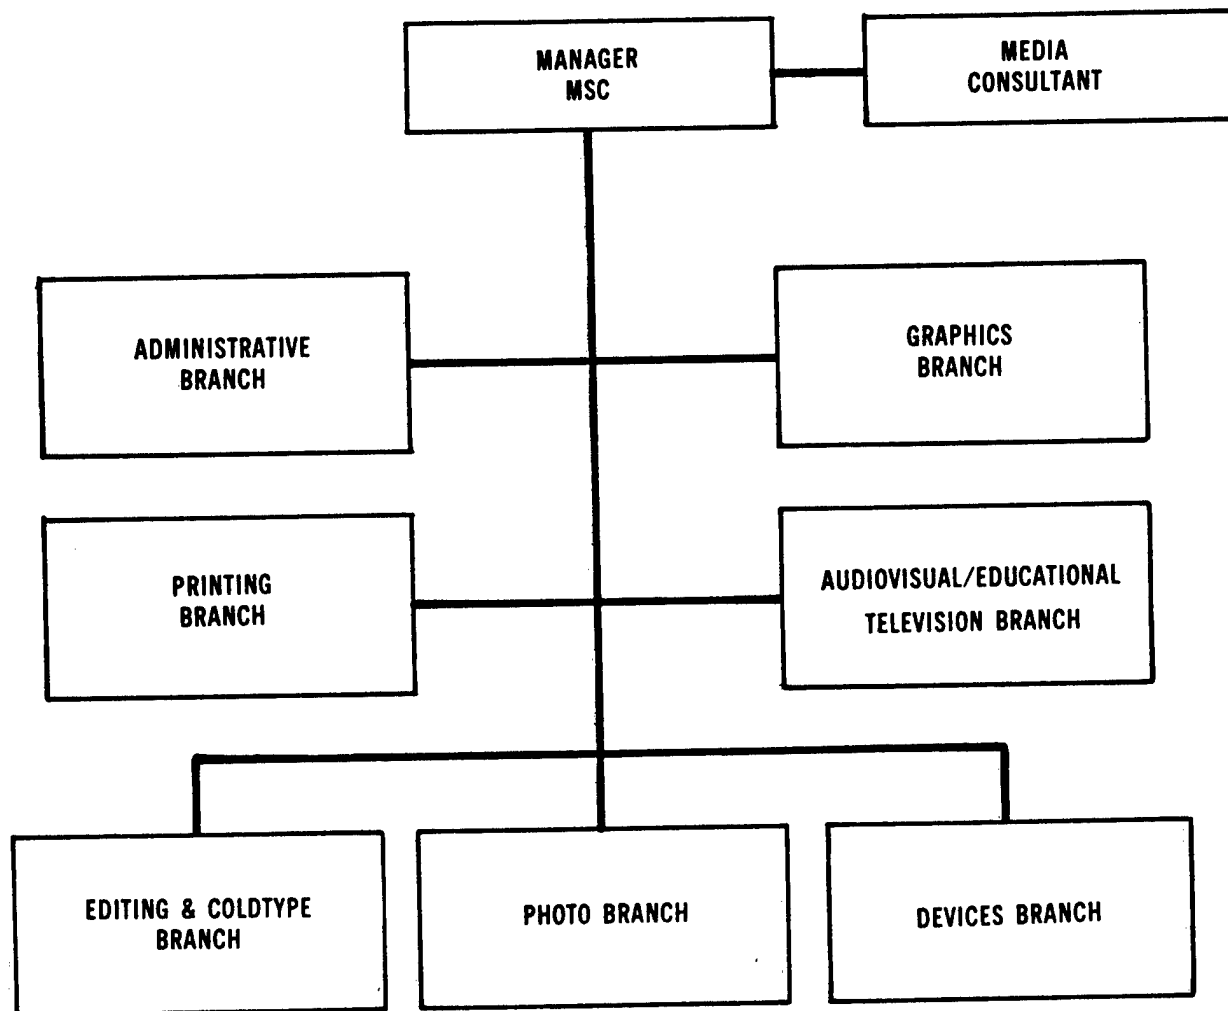 MANAGER
MSC
MEDIA
CONSULTANT
ADMINISTRATIVE
BRANCH
GRAPHICS
BRANCH
PRINTING
BRANCH
AUDIOVISUAL/EDUCATIONAL
TELEVISION BRANCH
EDITING & COLDTYPE
BRANCH
PHOTO BRANCH
DEVICES BRANCH